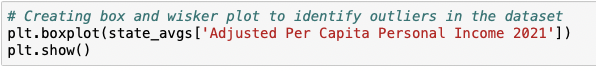 # Creating box and wisker plot to identify outliers in the dataset
plt.boxplot(state_avgs['Adjusted Per Capita Personal Income 2021'])
plt.show()